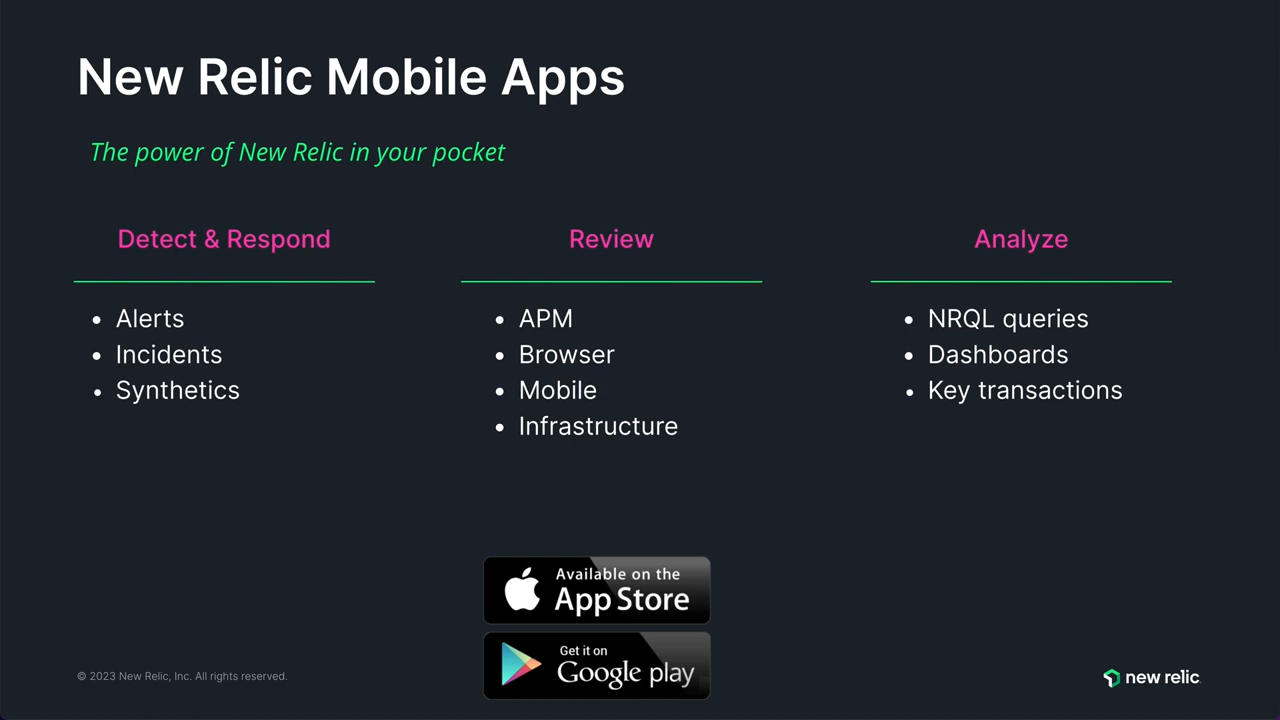 New Relic Mobile Apps
The power of New Relic in your pocket
Detect & Respond
• Alerts
• Incidents
• Synthetics
Review
• APM
• Browser
• Mobile
• Infrastructure
Analyze
• NRQL queries
• Dashboards
• Key transactions
Available on the
App Store
Get it on
Google play
© 2023 New Relic, Inc. All rights reserved.
new relic